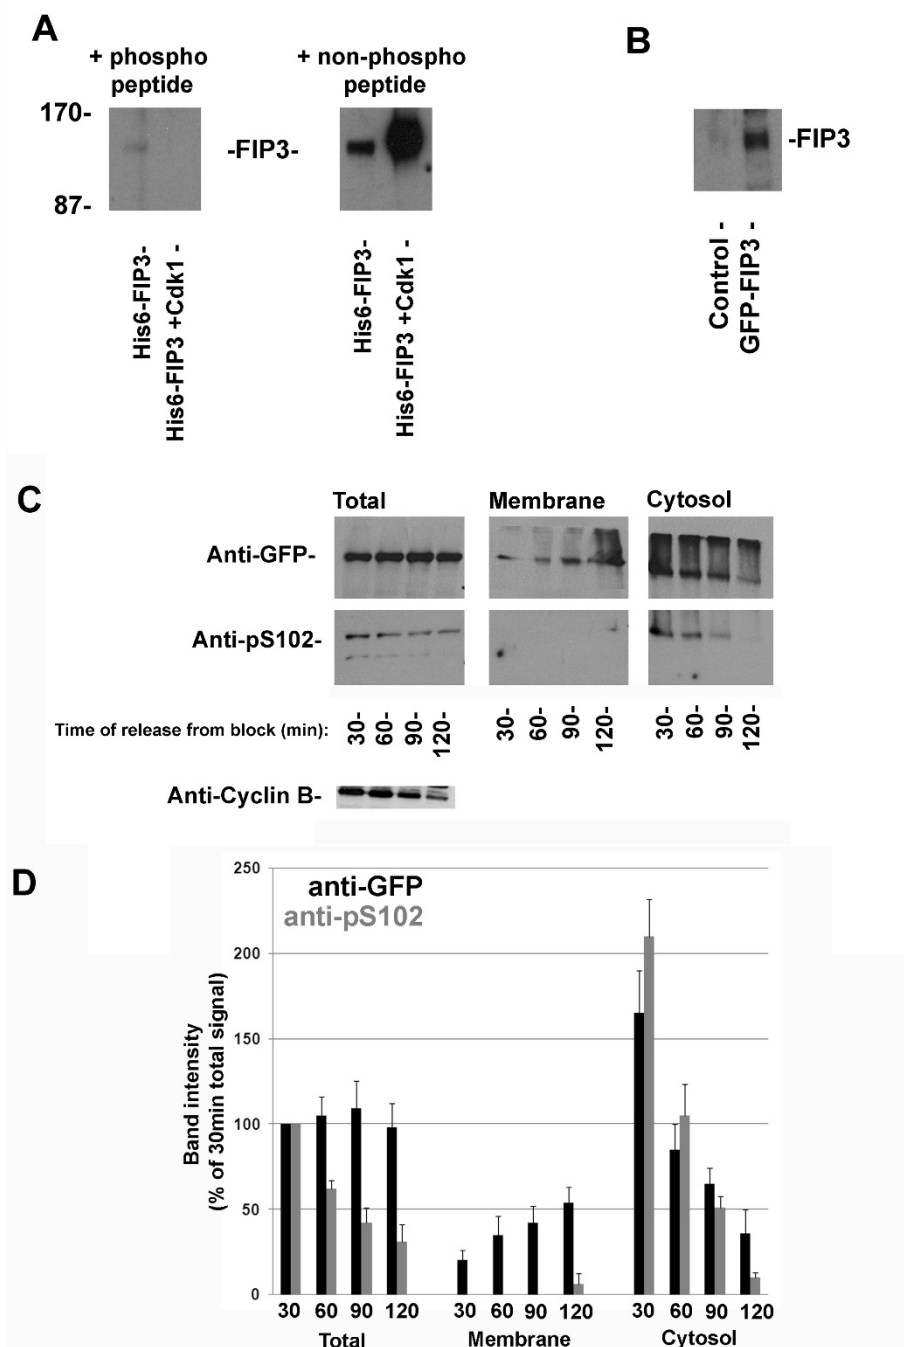 A
+ phospho
peptide
+ non-phospho
peptide
170-
87-
-FIP3-
His6-FIP3-
His6-FIP3 +Cdk1 -
His6-FIP3-
His6-FIP3 +Cdk1 -
B
-FIP3
Control -
GFP-FIP3 -
C
Total
Membrane
Cytosol
Anti-GFP-
Anti-pS102-
Time of release from block (min):
30-
60-
90-
120-
30-
60-
90-
120-
30-
60-
90-
120-
Anti-Cyclin B-
D
anti-GFP
anti-pS102
Band intensity
(% of 30min total signal)
250
200
150
100
50
0
30 60 90 120 30 60 90 120 30 60 90 120
Total Membrane Cytosol